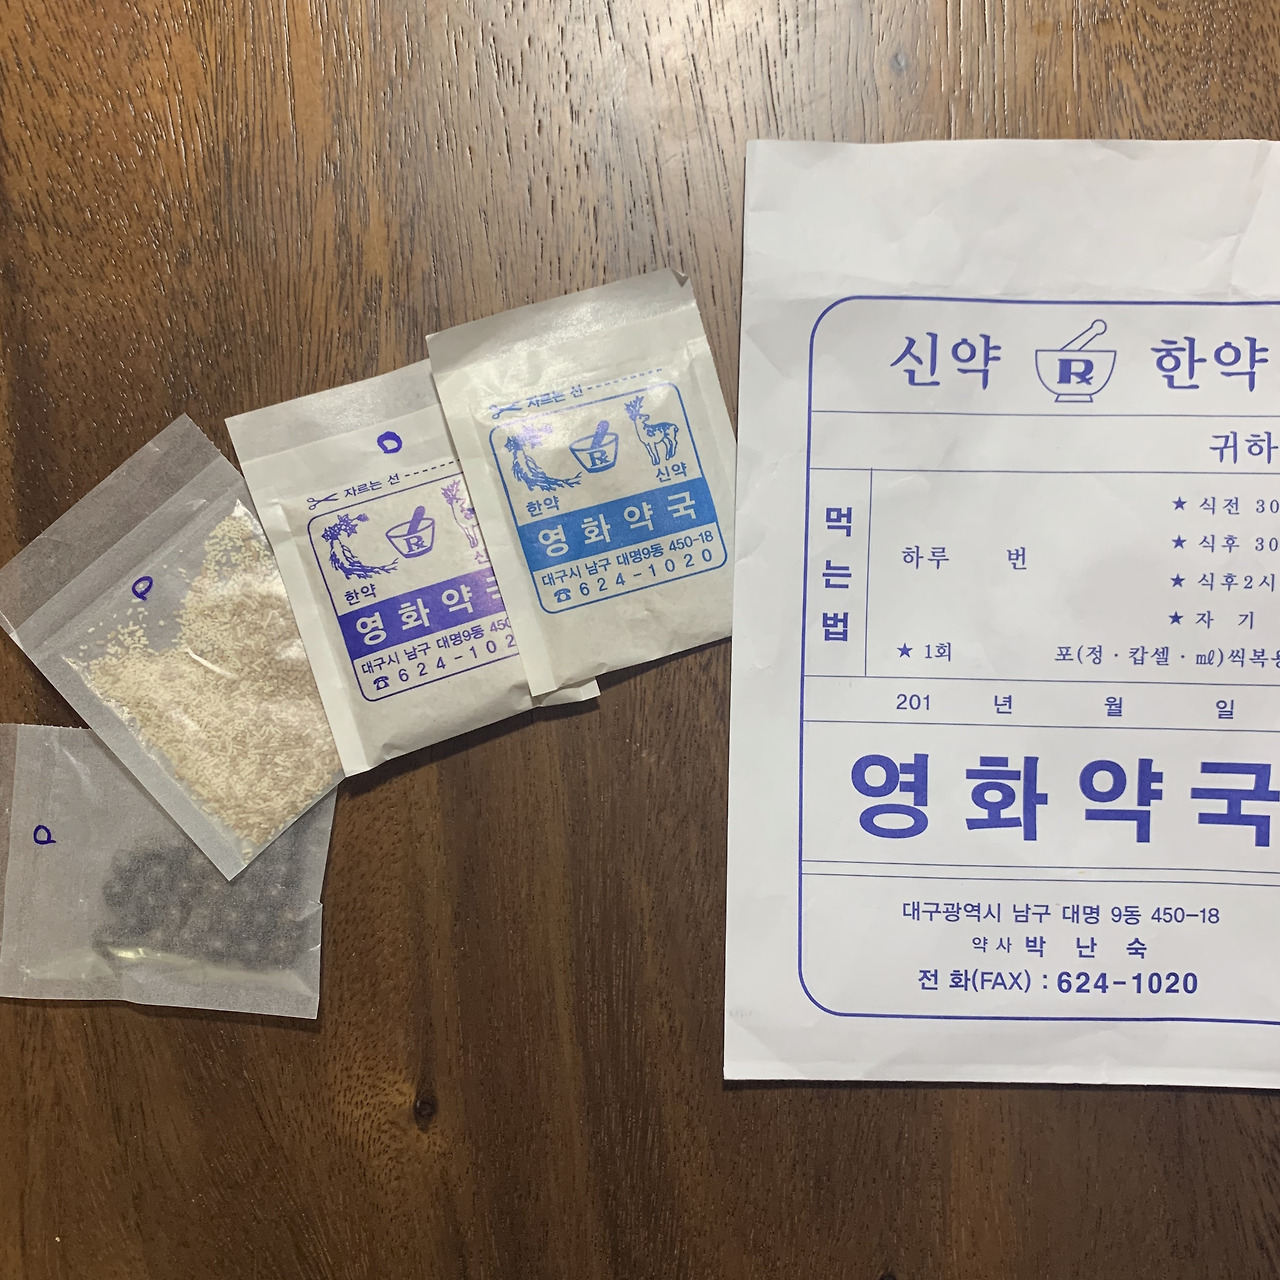 자르는 선
한약
신
영화약
대구시 남구 대명9동 450
☎624-102
자르는 선
한약
신약
영화약국
대구시 남구 대명9동 450-18
☎624-1020
신약 Rx 한약
귀하
먹는법
하루 번
★ 식전 30
★ 식후 30
★ 식후2시
★ 자 기
★ 1회 포(정·캅셀·㎖)씩복용
201 년 월 일
영화약국
대구광역시 남구 대명 9동 450-18
약사 박 난 숙
전 화(FAX) : 624-1020